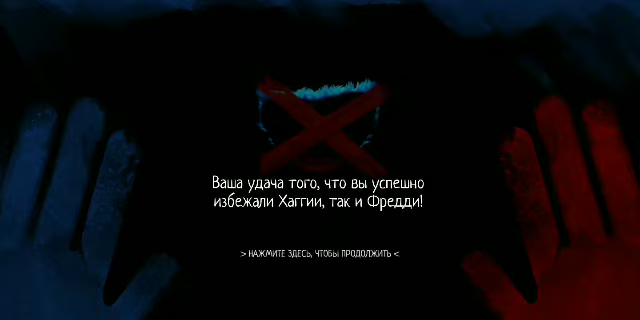 Ваша удача того, что вы успешно
избежали Хаггии, так и Фредди!
> НАЖМИТЕ ЗДЕСЬ, ЧТОБЫ ПРОДОЛЖИТЬ <